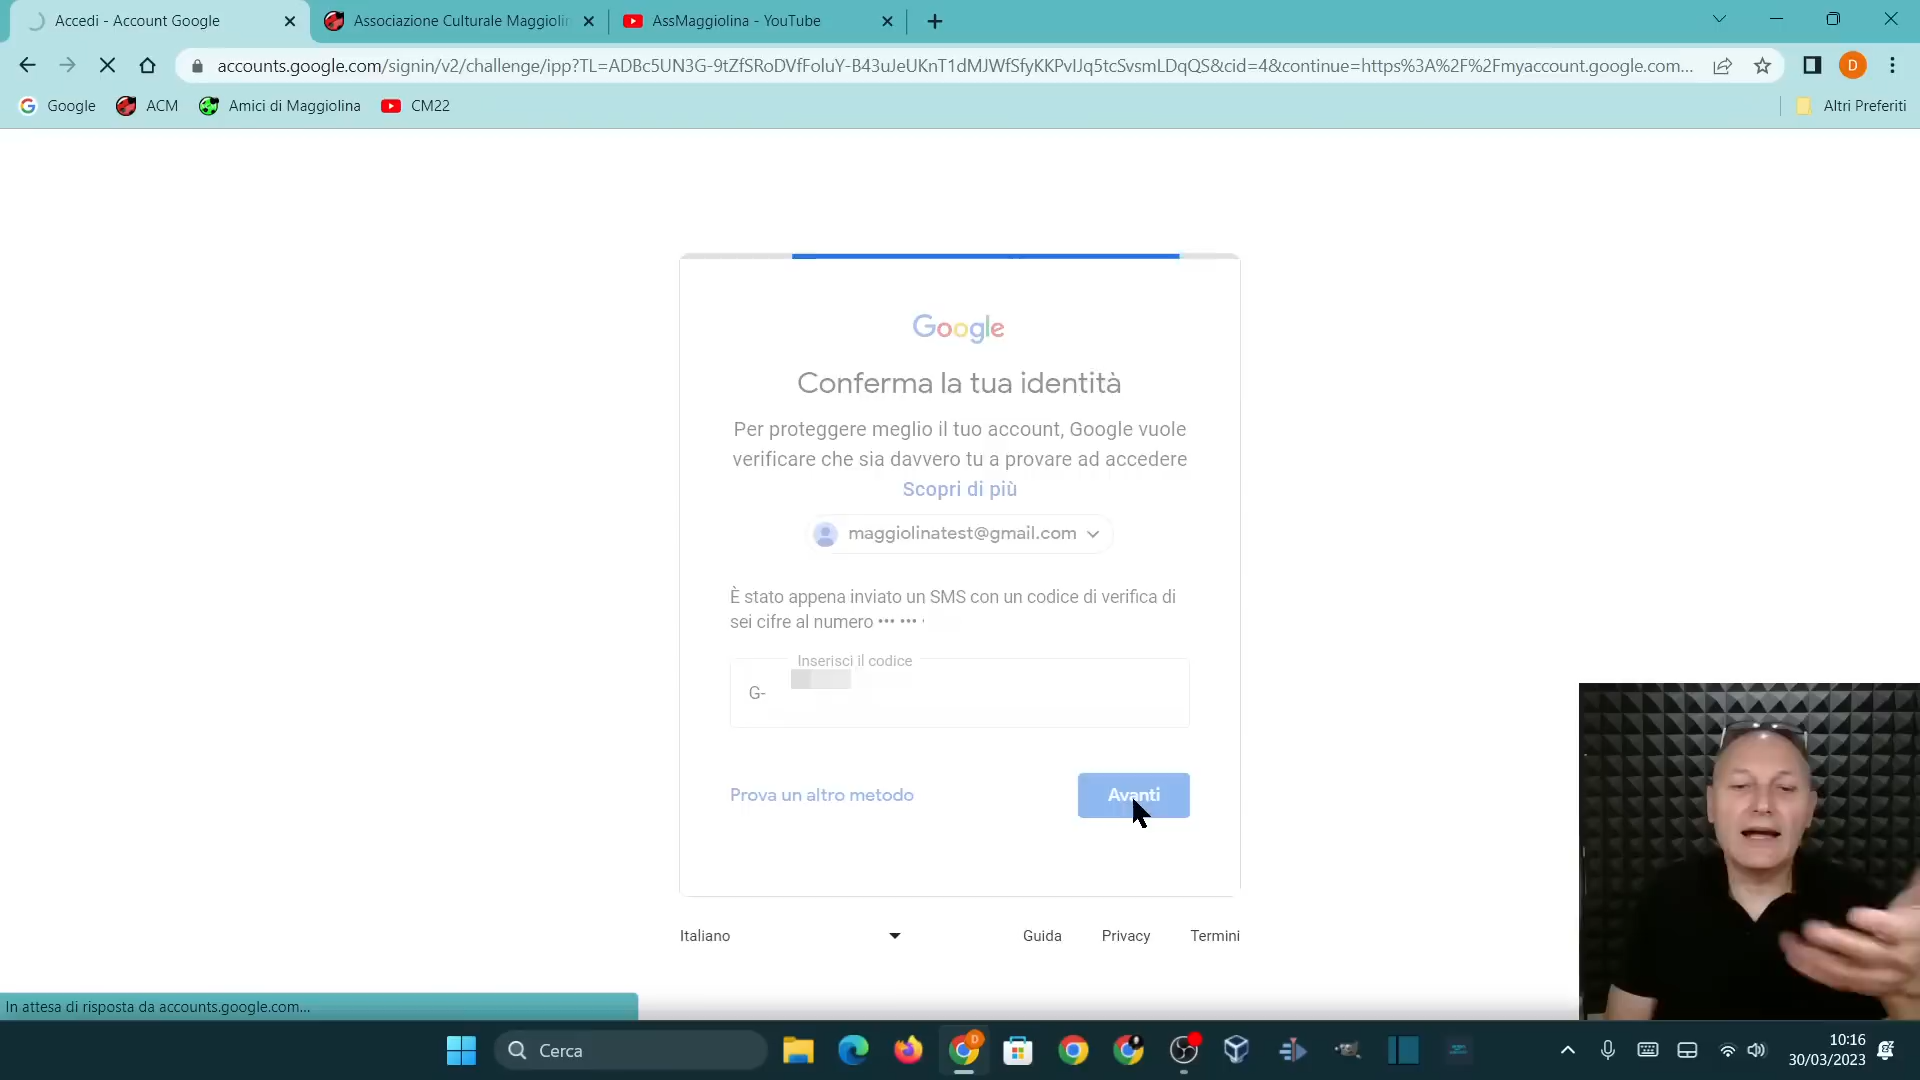 Accedi - Account Google
Associazione Culturale Maggiolin
AssMaggiolina - YouTube
accounts.google.com/signin/v2/challenge/ipp?TL=ADBc5UN3G-9tZfSRoDVfFoluY-B43uJeUKnT1dMJWfSfyKKPvIJq5tcSvsmLDqQS&cid=4&continue=https%3A%2F%2Fmyaccount.google.com...
D
Google
ACM
Amici di Maggiolina
CM22
Altri Preferiti
Google
Conferma la tua identità
Per proteggere meglio il tuo account, Google vuole
verificare che sia davvero tu a provare ad accedere
Scopri di più
maggiolinatest@gmail.com
È stato appena inviato un SMS con un codice di verifica di
sei cifre al numero ••• •••
Inserisci il codice
G-
Prova un altro metodo
Avanti
Italiano
Guida
Privacy
Termini
In attesa di risposta da accounts.google.com...
Cerca
D
10:16
30/03/2023